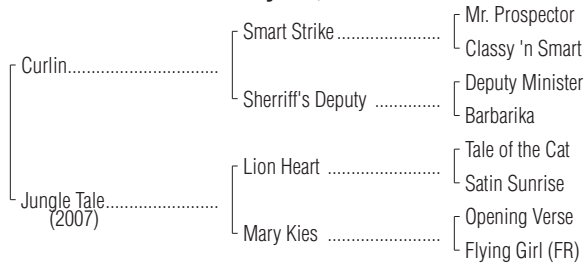 Mr. Prospector
Smart Strike
Classy 'n Smart
Curlin
Deputy Minister
Sherriff's Deputy
Barbarika
Tale of the Cat
Lion Heart
Satin Sunrise
Jungle Tale
(2007)
Opening Verse
Mary Kies
Flying Girl (FR)